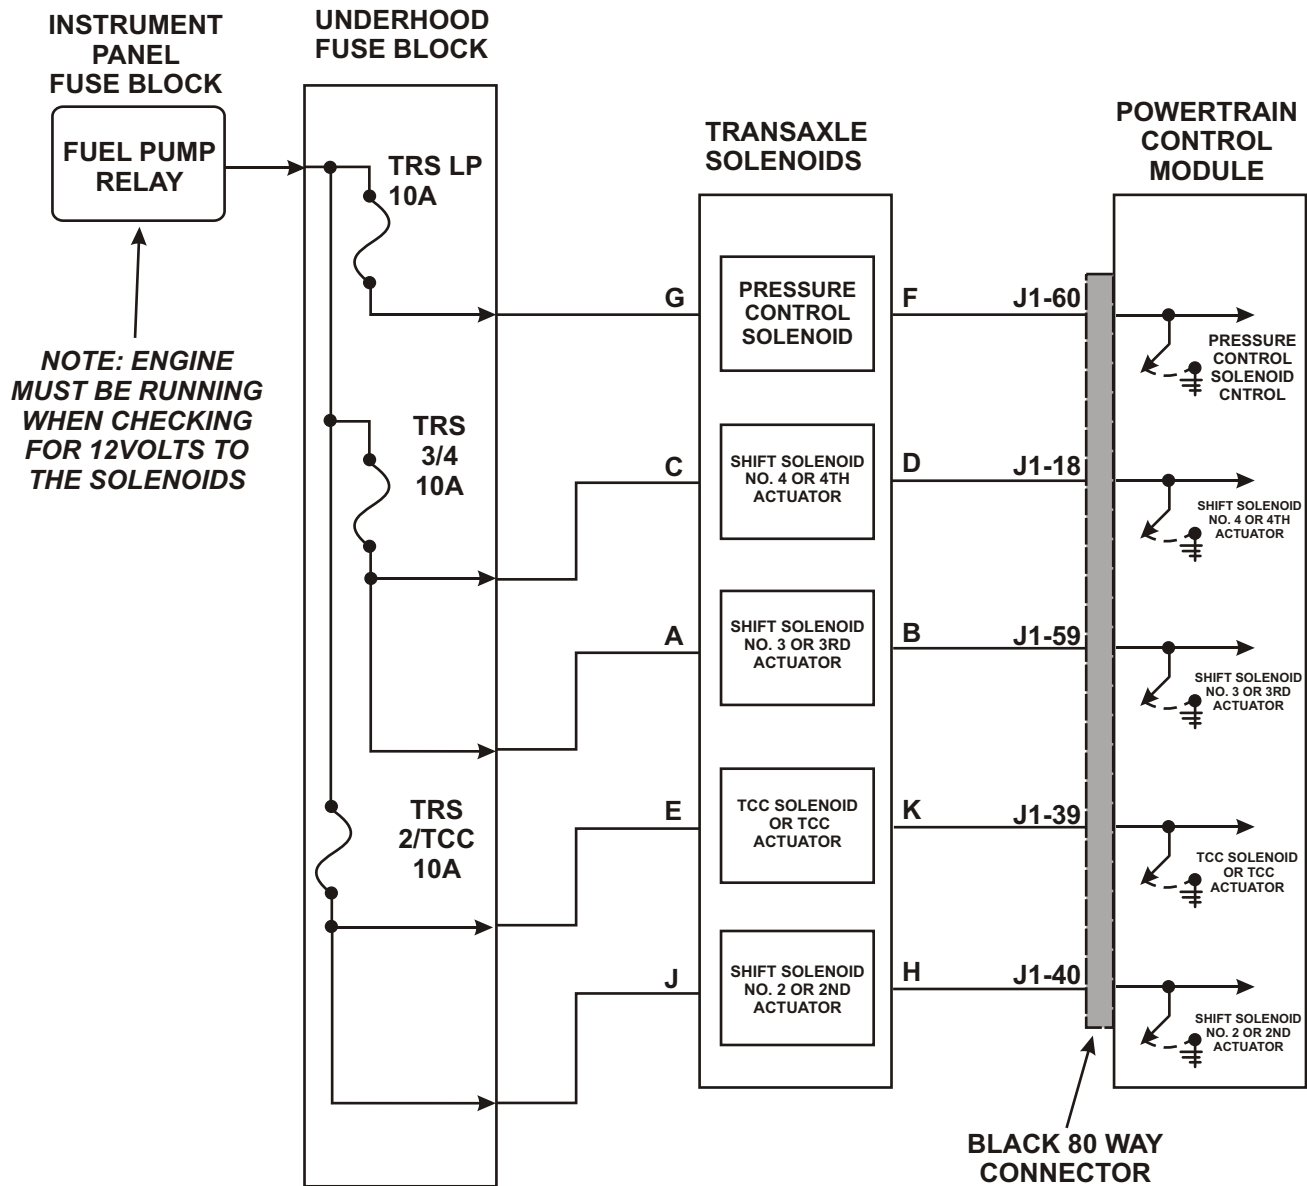 INSTRUMENT
PANEL
FUSE BLOCK
FUEL PUMP
RELAY
NOTE: ENGINE
MUST BE RUNNING
WHEN CHECKING
FOR 12VOLTS TO
THE SOLENOIDS
UNDERHOOD
FUSE BLOCK
TRS LP
10A
TRS
3/4
10A
TRS
2/TCC
10A
TRANSAXLE
SOLENOIDS
G
PRESSURE
CONTROL
SOLENOID
F
J1-60
C
SHIFT SOLENOID
NO. 4 OR 4TH
ACTUATOR
D
J1-18
A
SHIFT SOLENOID
NO. 3 OR 3RD
ACTUATOR
B
J1-59
E
TCC SOLENOID
OR TCC
ACTUATOR
K
J1-39
J
SHIFT SOLENOID
NO. 2 OR 2ND
ACTUATOR
H
J1-40
POWERTRAIN
CONTROL
MODULE
PRESSURE
CONTROL
SOLENOID
CNTROL
SHIFT SOLENOID
NO. 4 OR 4TH
ACTUATOR
SHIFT SOLENOID
NO. 3 OR 3RD
ACTUATOR
TCC SOLENOID
OR TCC
ACTUATOR
SHIFT SOLENOID
NO. 2 OR 2ND
ACTUATOR
BLACK 80 WAY
CONNECTOR